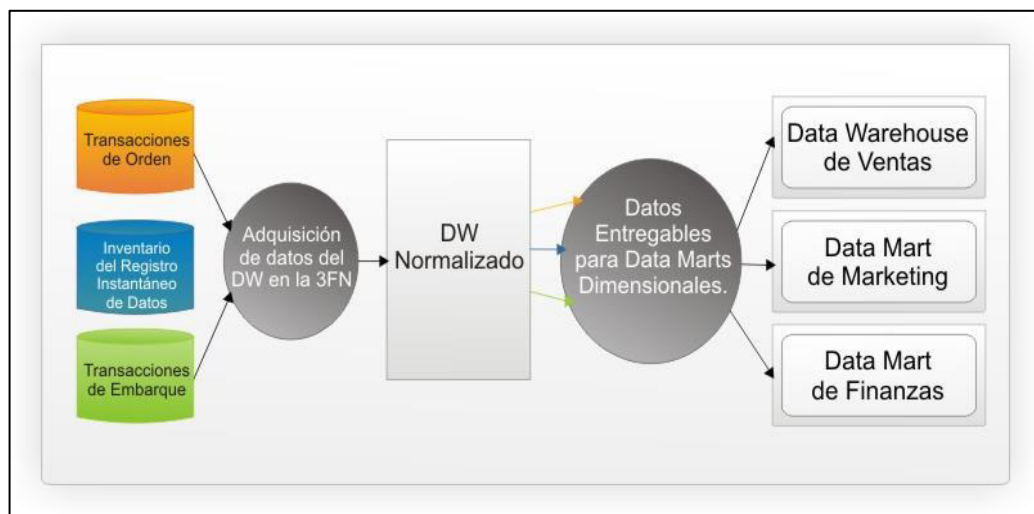 Transacciones
de Orden
Inventario
del Registro
Instantáneo
de Datos
Transacciones
de Embarque
Adquisición
de datos del
DW en la 3FN
DW
Normalizado
Datos
Entregables
para Data Marts
Dimensionales.
Data Warehouse
de Ventas
Data Mart
de Marketing
Data Mart
de Finanzas